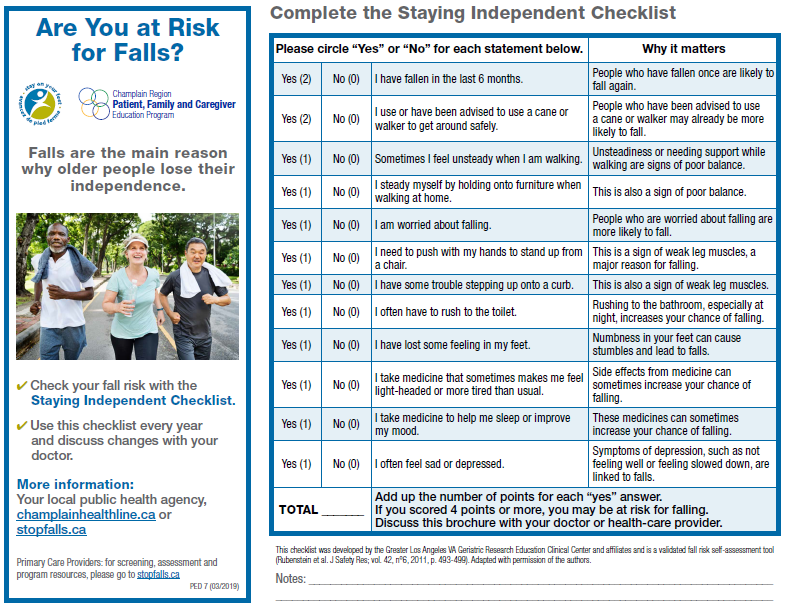 Are You at Risk
for Falls?
stay on your feet
bougez de pied ferme
Champlain Region
Patient, Family and Caregiver
Education Program
Falls are the main reason
why older people lose their
independence.
✓ Check your fall risk with the
Staying Independent Checklist.
✓ Use this checklist every year
and discuss changes with your
doctor.
More information:
Your local public health agency,
champlainhealthline.ca or
stopfalls.ca
Primary Care Providers: for screening, assessment and
program resources, please go to stopfalls.ca
PED 7 (03/2019)
Complete the Staying Independent Checklist
Please circle “Yes” or “No” for each statement below.
Why it matters
Yes (2)
No (0)
I have fallen in the last 6 months.
People who have fallen once are likely to
fall again.
Yes (2)
No (0)
I use or have been advised to use a cane or
walker to get around safely.
People who have been advised to use
a cane or walker may already be more
likely to fall.
Yes (1)
No (0)
Sometimes I feel unsteady when I am walking.
Unsteadiness or needing support while
walking are signs of poor balance.
Yes (1)
No (0)
I steady myself by holding onto furniture when
walking at home.
This is also a sign of poor balance.
Yes (1)
No (0)
I am worried about falling.
People who are worried about falling are
more likely to fall.
Yes (1)
No (0)
I need to push with my hands to stand up from
a chair.
This is a sign of weak leg muscles, a
major reason for falling.
Yes (1)
No (0)
I have some trouble stepping up onto a curb.
This is also a sign of weak leg muscles.
Yes (1)
No (0)
I often have to rush to the toilet.
Rushing to the bathroom, especially at
night, increases your chance of falling.
Yes (1)
No (0)
I have lost some feeling in my feet.
Numbness in your feet can cause
stumbles and lead to falls.
Yes (1)
No (0)
I take medicine that sometimes makes me feel
light-headed or more tired than usual.
Side effects from medicine can
sometimes increase your chance of
falling.
Yes (1)
No (0)
I take medicine to help me sleep or improve
my mood.
These medicines can sometimes
increase your chance of falling.
Yes (1)
No (0)
I often feel sad or depressed.
Symptoms of depression, such as not
feeling well or feeling slowed down, are
linked to falls.
TOTAL ______
Add up the number of points for each “yes” answer.
If you scored 4 points or more, you may be at risk for falling.
Discuss this brochure with your doctor or health-care provider.
This checklist was developed by the Greater Los Angeles VA Geriatric Research Education Clinical Center and affiliates and is a validated fall risk self-assessment tool
(Rubenstein et al. J Safety Res; vol. 42, nº6, 2011, p. 493-499). Adapted with permission of the authors.
Notes: